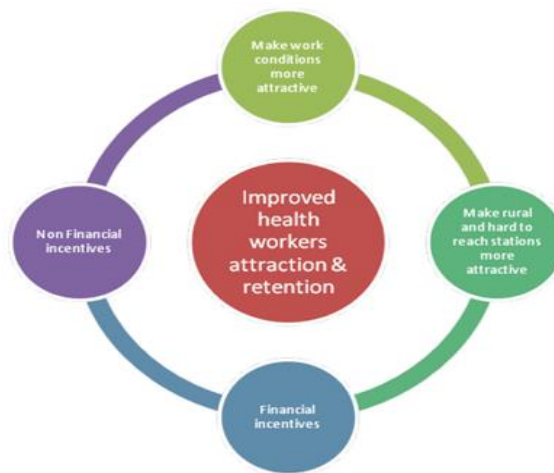 Make work
conditions
more
attractive
Non Financial
incentives
Improved
health
workers
attraction &
retention
Make rural
and hard to
reach stations
more
attractive
Financial
incentives